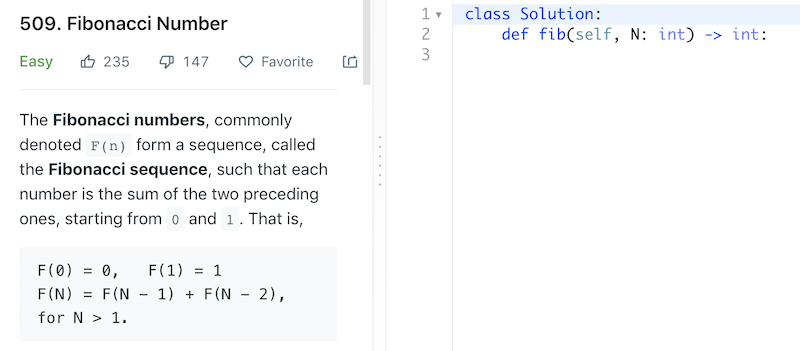 509. Fibonacci Number
Easy 235 147 Favorite
The Fibonacci numbers, commonly
denoted F(n) form a sequence, called
the Fibonacci sequence, such that each
number is the sum of the two preceding
ones, starting from 0 and 1. That is,
F(0) = 0,   F(1) = 1
F(N) = F(N - 1) + F(N - 2),
for N > 1.
1 class Solution:
2     def fib(self, N: int) -> int:
3